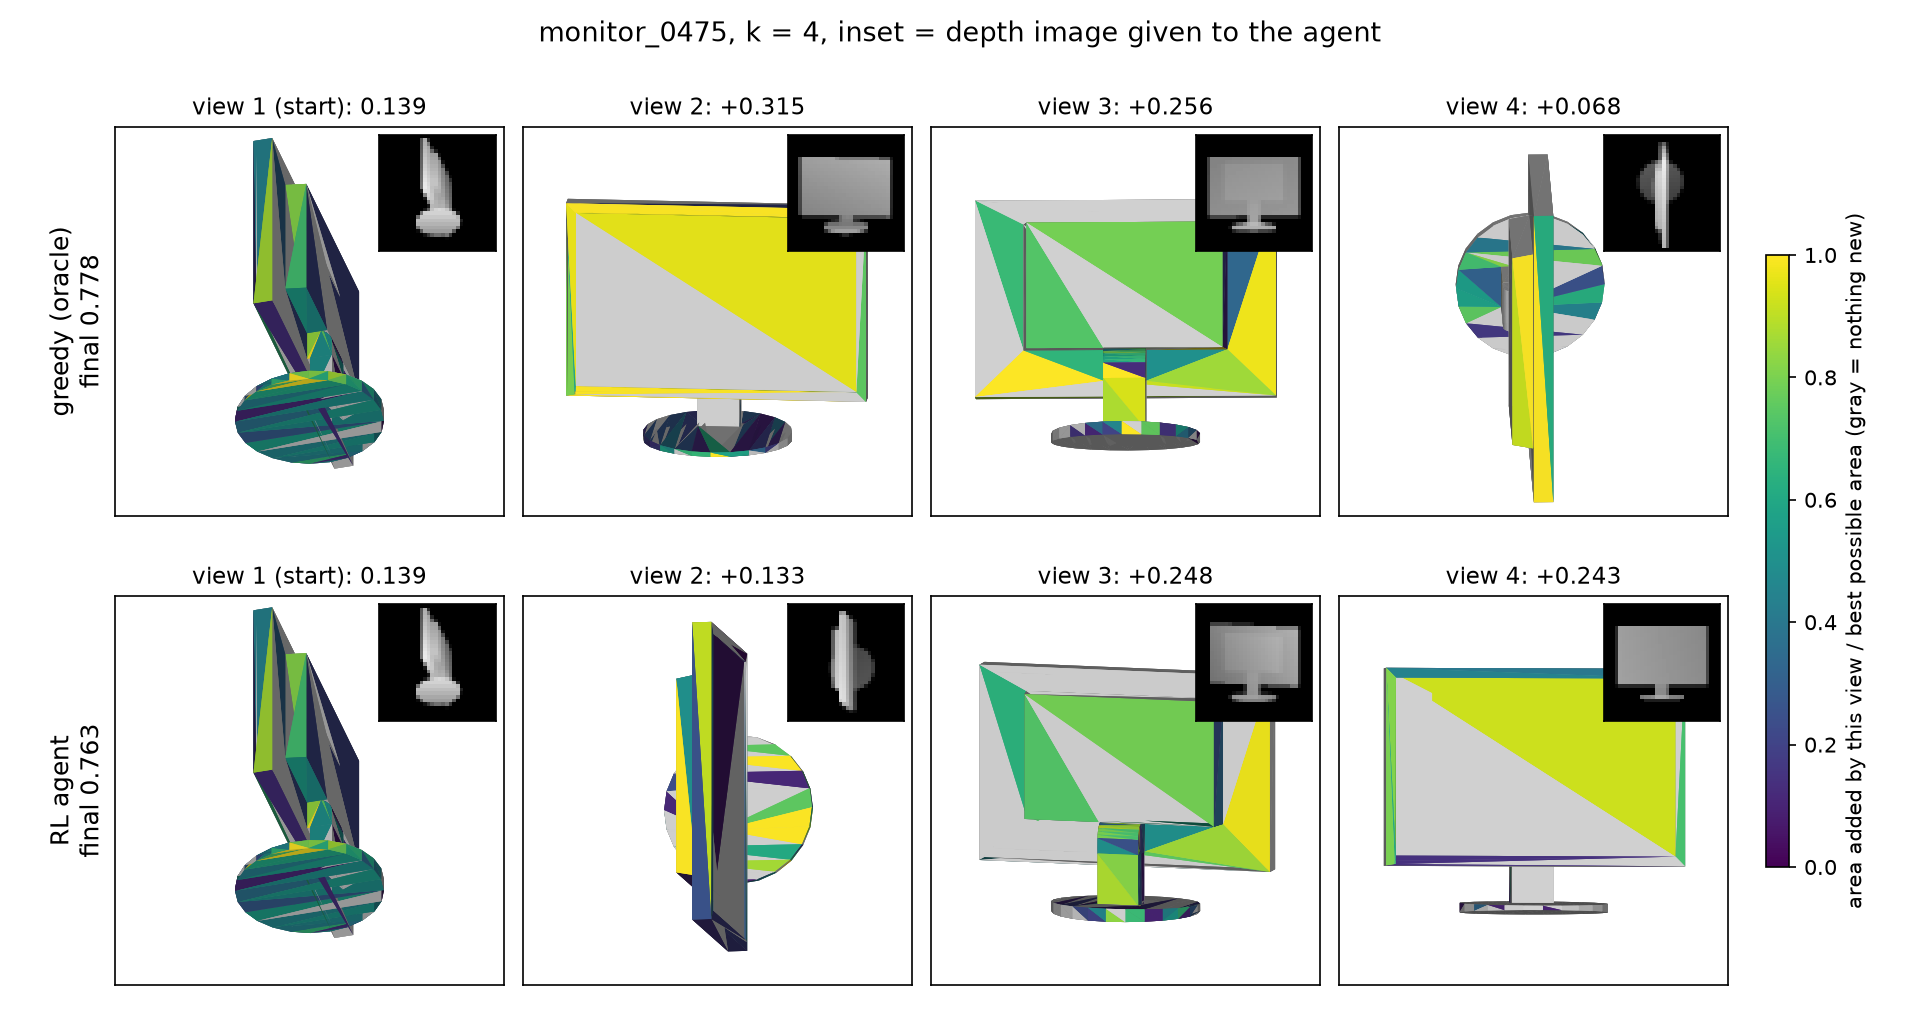 monitor_0475, k = 4, inset = depth image given to the agent
greedy (oracle)
final 0.778
view 1 (start): 0.139
view 2: +0.315
view 3: +0.256
view 4: +0.068
RL agent
final 0.763
view 1 (start): 0.139
view 2: +0.133
view 3: +0.248
view 4: +0.243
1.0
0.8
0.6
0.4
0.2
0.0
area added by this view / best possible area (gray = nothing new)